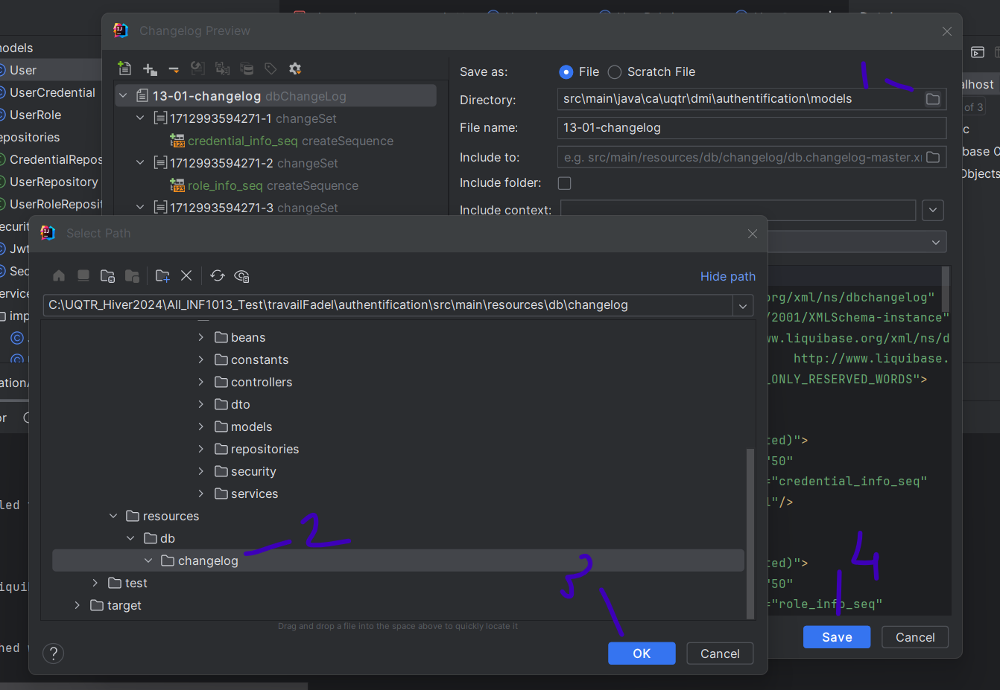 Changelog Preview
models
User
UserCredential
UserRole
epositories
CredentialRepos
UserRepository
UserRoleReposit
ecurit
Jwt
Sec
ervice
imp
13-01-changelog dbChangeLog
1712993594271-1 changeSet
credential_info_seq createSequence
1712993594271-2 changeSet
role_info_seq createSequence
1712993594271-3 changeSet
Save as: File Scratch File
Directory: src\main\java\ca\uqtr\dmi\authentification\models
File name: 13-01-changelog
Include to: e.g. src/main/resources/db/changelog/db.changelog-master.x
Include folder:
Include context:
1
alhost
of 3
c
base C
Objects
Select Path
Hide path
C:\UQTR_Hiver2024\All_INF1013_Test\travailFadel\authentification\src\main\resources\db\changelog
beans
constants
controllers
dto
models
repositories
security
services
resources
db
changelog
2
test
target
3
Drag and drop a file into the space above to quickly locate it
? OK Cancel
org/xml/ns/dbchangelog"
/2001/XMLSchema-instance"
ww.liquibase.org/xml/ns/d
http://www.liquibase.
_ONLY_RESERVED_WORDS">
ted)">
"50"
="credential_info_seq"
1"/>
4
ted)">
"50"
="role_info_seq"
Save Cancel
ation/
or
led
iqui
hed